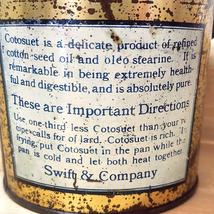 Cotosuet is a delicate product of refined
cotton-seed oil and oleo stearine. It is
remarkable in being extremely health-
ful and digestible, and is absolutely pure.
These are Important Directions
Use one-third less Cotosuet than your
recipe calls for of lard. Cotosuet is rich. In
frying, put Cotosuet in the pan while the
pan is cold and let both heat together
Swift & Company